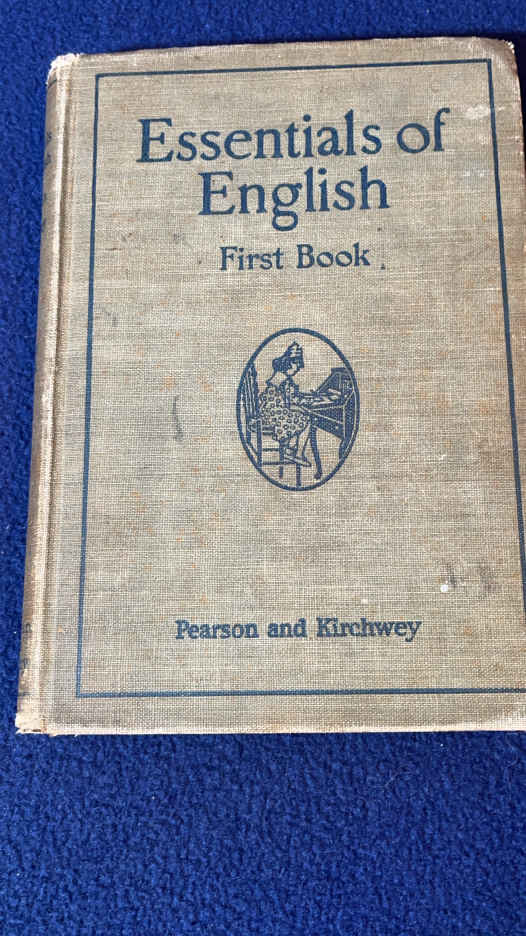 Essentials of
English
First Book
Pearson and Kirchwey